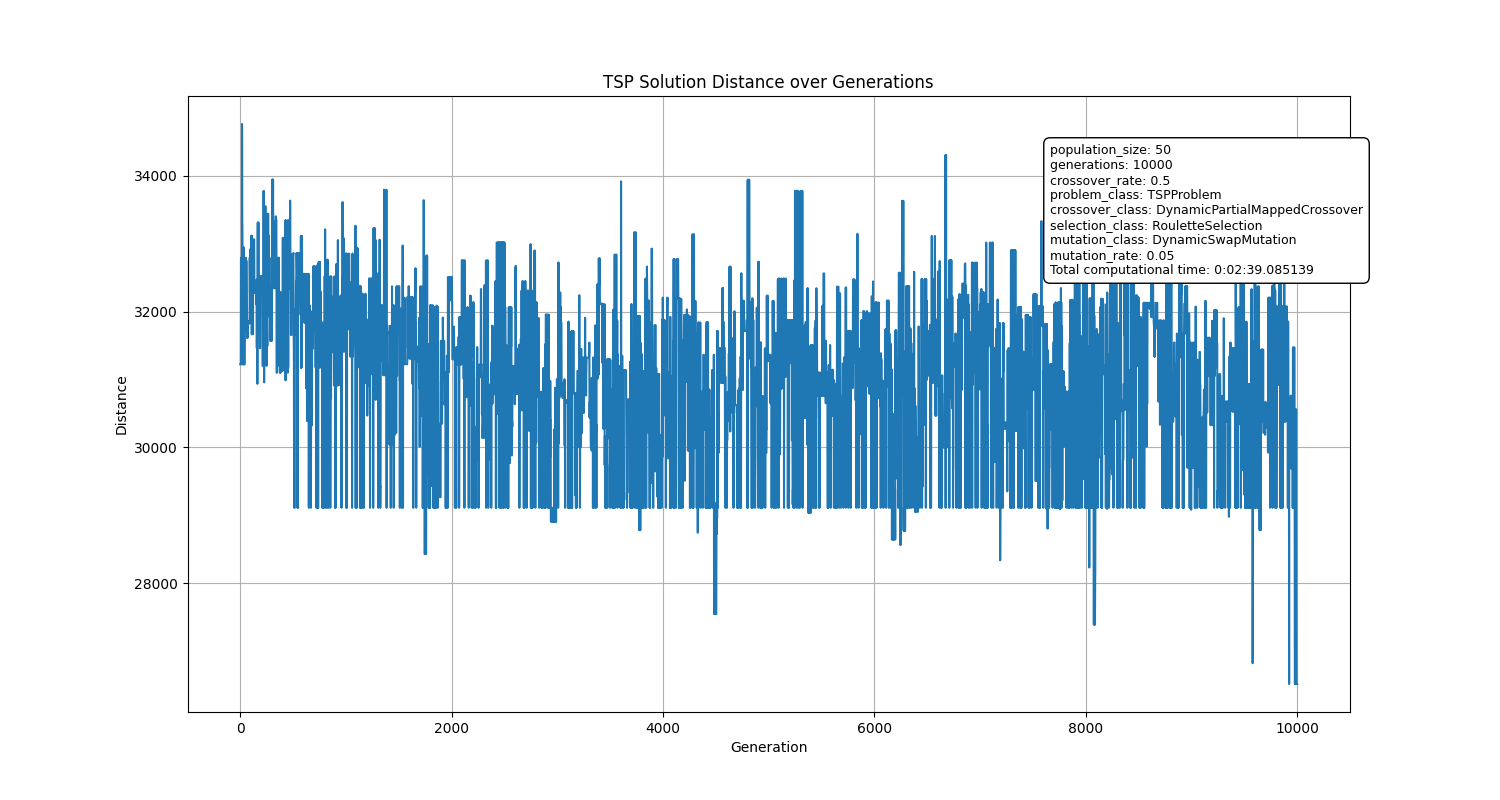 TSP Solution Distance over Generations
34000
32000
30000
28000
Distance
population_size: 50
generations: 10000
crossover_rate: 0.5
problem_class: TSPProblem
crossover_class: DynamicPartialMappedCrossover
selection_class: RouletteSelection
mutation_class: DynamicSwapMutation
mutation_rate: 0.05
Total computational time: 0:02:39.085139
0 2000 4000 6000 8000 10000
Generation